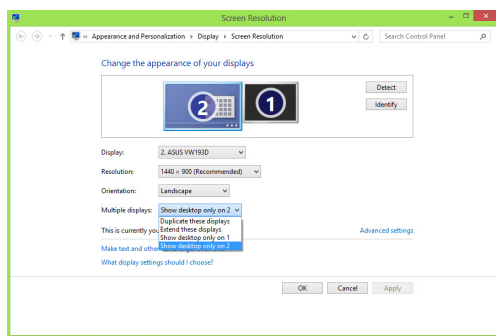 Screen Resolution
« Appearance and Personalization Display Screen Resolution Search Control Panel
Change the appearance of your displays
Detect
Identify
2
1
Display: 2. ASUS VW193D
Resolution: 1440 × 900 (Recommended)
Orientation: Landscape
Multiple displays: Show desktop only on 2
Duplicate these displays
This is currently you Extend these displays Advanced settings
Show desktop only on 1
Make text and othe Show desktop only on 2
What display settings should I choose?
OK Cancel Apply